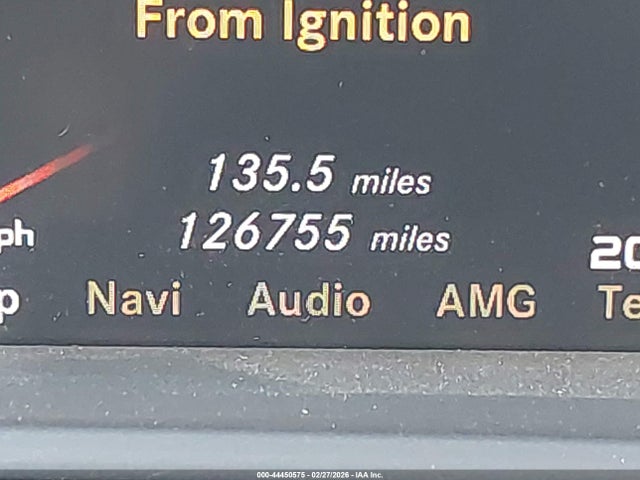 From Ignition
135.5 miles
126755 miles
ph
20
p Navi Audio AMG Te
000-44450575 - 02/27/2026 - IAA Inc.